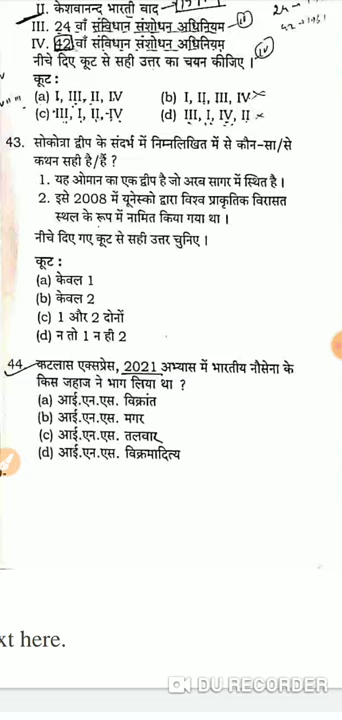 II. केशवानन्द भारती वाद
III. 24 वाँ संविधान संशोधन अधिनियम
IV. 42 वाँ संविधान संशोधन अधिनियम
नीचे दिए कूट से सही उत्तर का चयन कीजिए।
कूट :
(a) I, III, II, IV (b) I, II, III, IV
(c) III, I, II, IV (d) III, I, IV, II
43. सोकोत्रा द्वीप के संदर्भ में निम्नलिखित में से कौन-सा/से
कथन सही है/हैं ?
1. यह ओमान का एक द्वीप है जो अरब सागर में स्थित है।
2. इसे 2008 में यूनेस्को द्वारा विश्व प्राकृतिक विरासत
स्थल के रूप में नामित किया गया था।
नीचे दिए गए कूट से सही उत्तर चुनिए।
कूट :
(a) केवल 1
(b) केवल 2
(c) 1 और 2 दोनों
(d) न तो 1 न ही 2
44. कटलास एक्सप्रेस, 2021 अभ्यास में भारतीय नौसेना के
किस जहाज ने भाग लिया था ?
(a) आई.एन.एस. विक्रांत
(b) आई.एन.एस. मगर
(c) आई.एन.एस. तलवार
(d) आई.एन.एस. विक्रमादित्य
xt here.
DU RECORDER